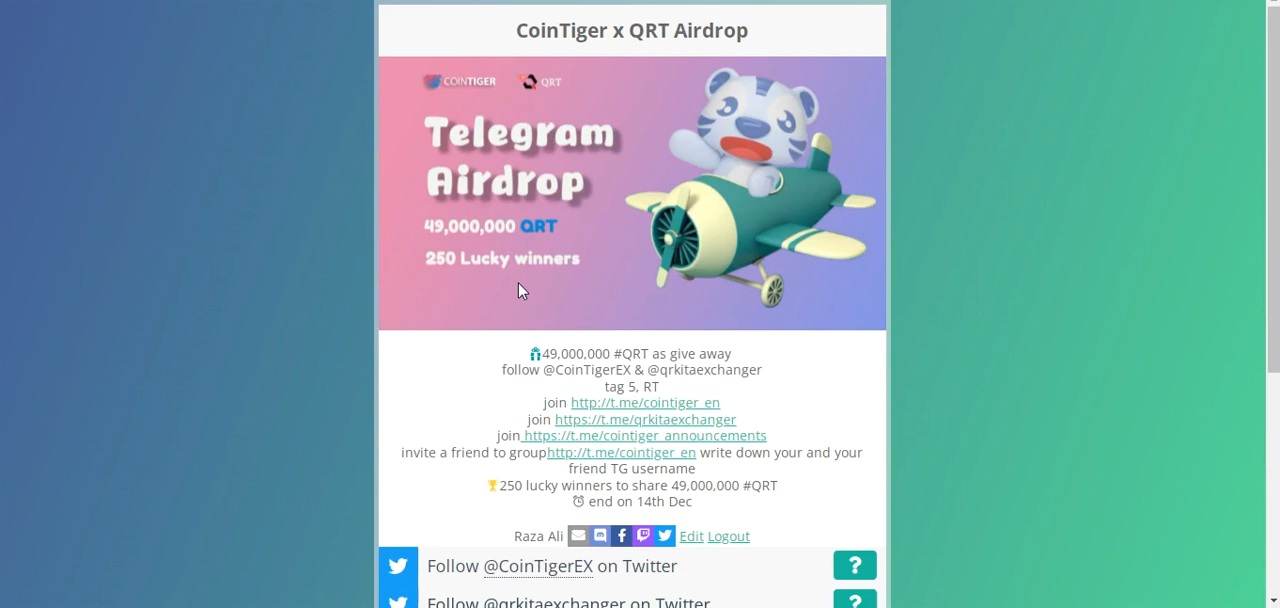 CoinTiger x QRT Airdrop
COINTIGER QRT
Telegram
Airdrop
49,000,000 QRT
250 Lucky winners
49,000,000 #QRT as give away
follow @CoinTigerEX & @qrkitaexchanger
tag 5, RT
join http://t.me/cointiger_en
join https://t.me/qrkitaexchanger
join https://t.me/cointiger_announcements
invite a friend to grouphttp://t.me/cointiger_en write down your and your
friend TG username
250 lucky winners to share 49,000,000 #QRT
end on 14th Dec
Raza Ali Edit Logout
Follow @CoinTigerEX on Twitter ?
Follow @qrkitaexchanger on Twitter ?